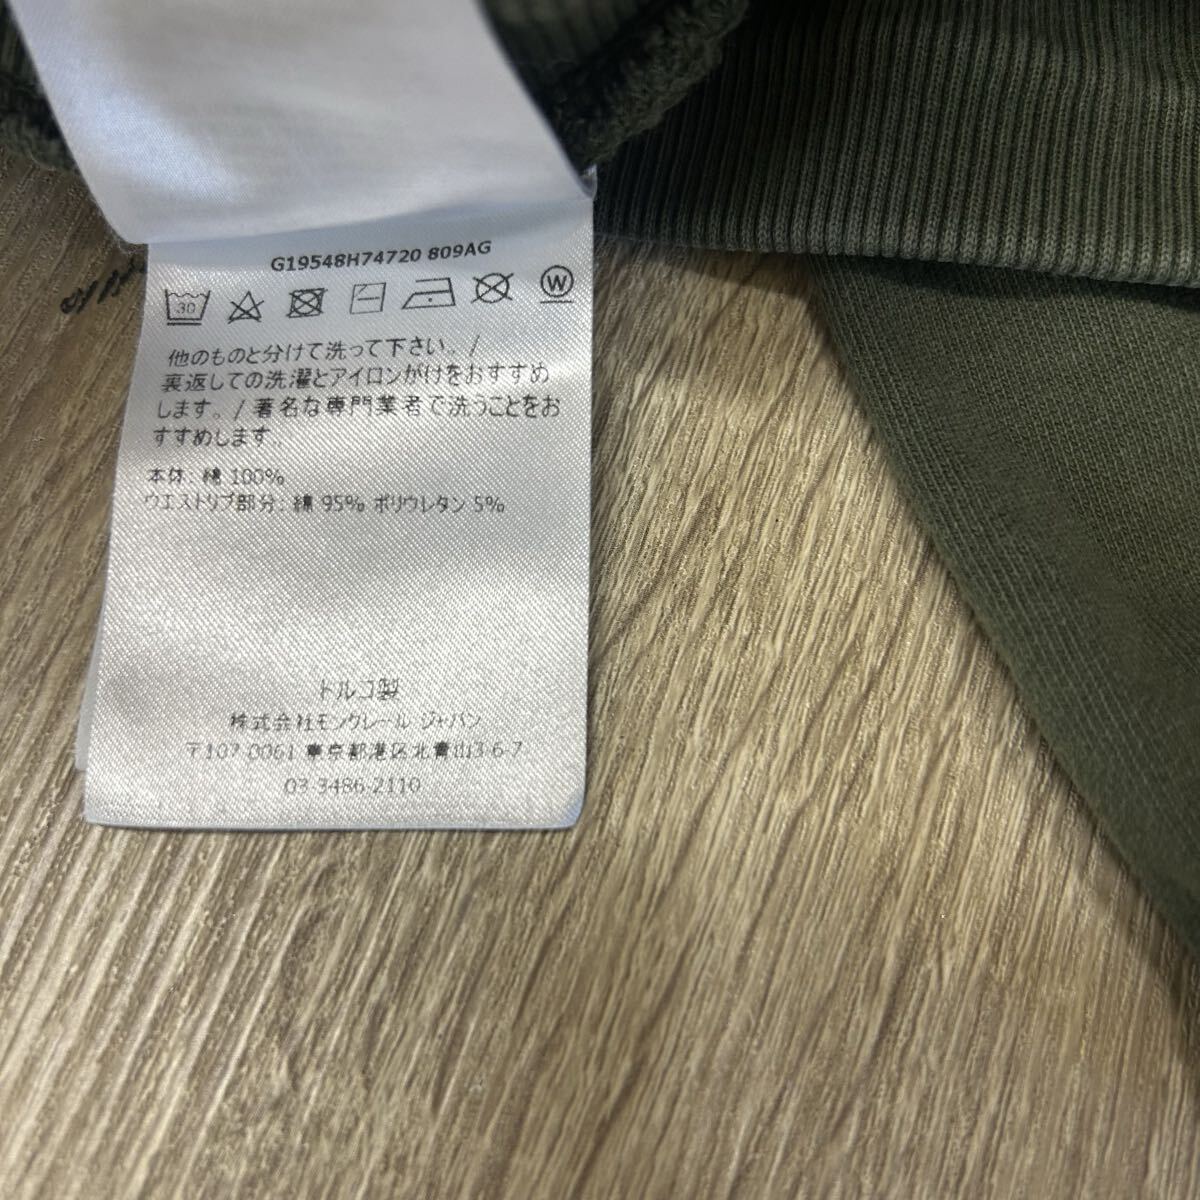 G19548H74720 809AG
30 W
他のものと分けて洗って下さい。/
裏返しての洗濯とアイロンがけをおすすめ
します。/ 著名な専門業者で洗うことをお
すすめします。
本体: 綿 100%
ウエストリブ部分: 綿 95% ポリウレタン 5%
トルコ製
株式会社モンクレール ジャパン
〒107-0061 東京都港区北青山3-6-7
03-3486-2110